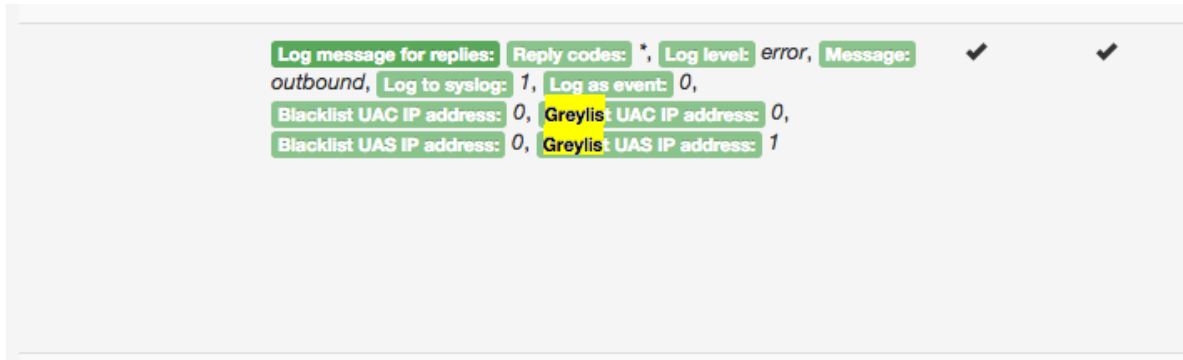 Log message for replies: Reply codes: *, Log level: error, Message:
outbound, Log to syslog: 1, Log as event: 0,
Blacklist UAC IP address: 0, Greylist UAC IP address: 0,
Blacklist UAS IP address: 0, Greylist UAS IP address: 1